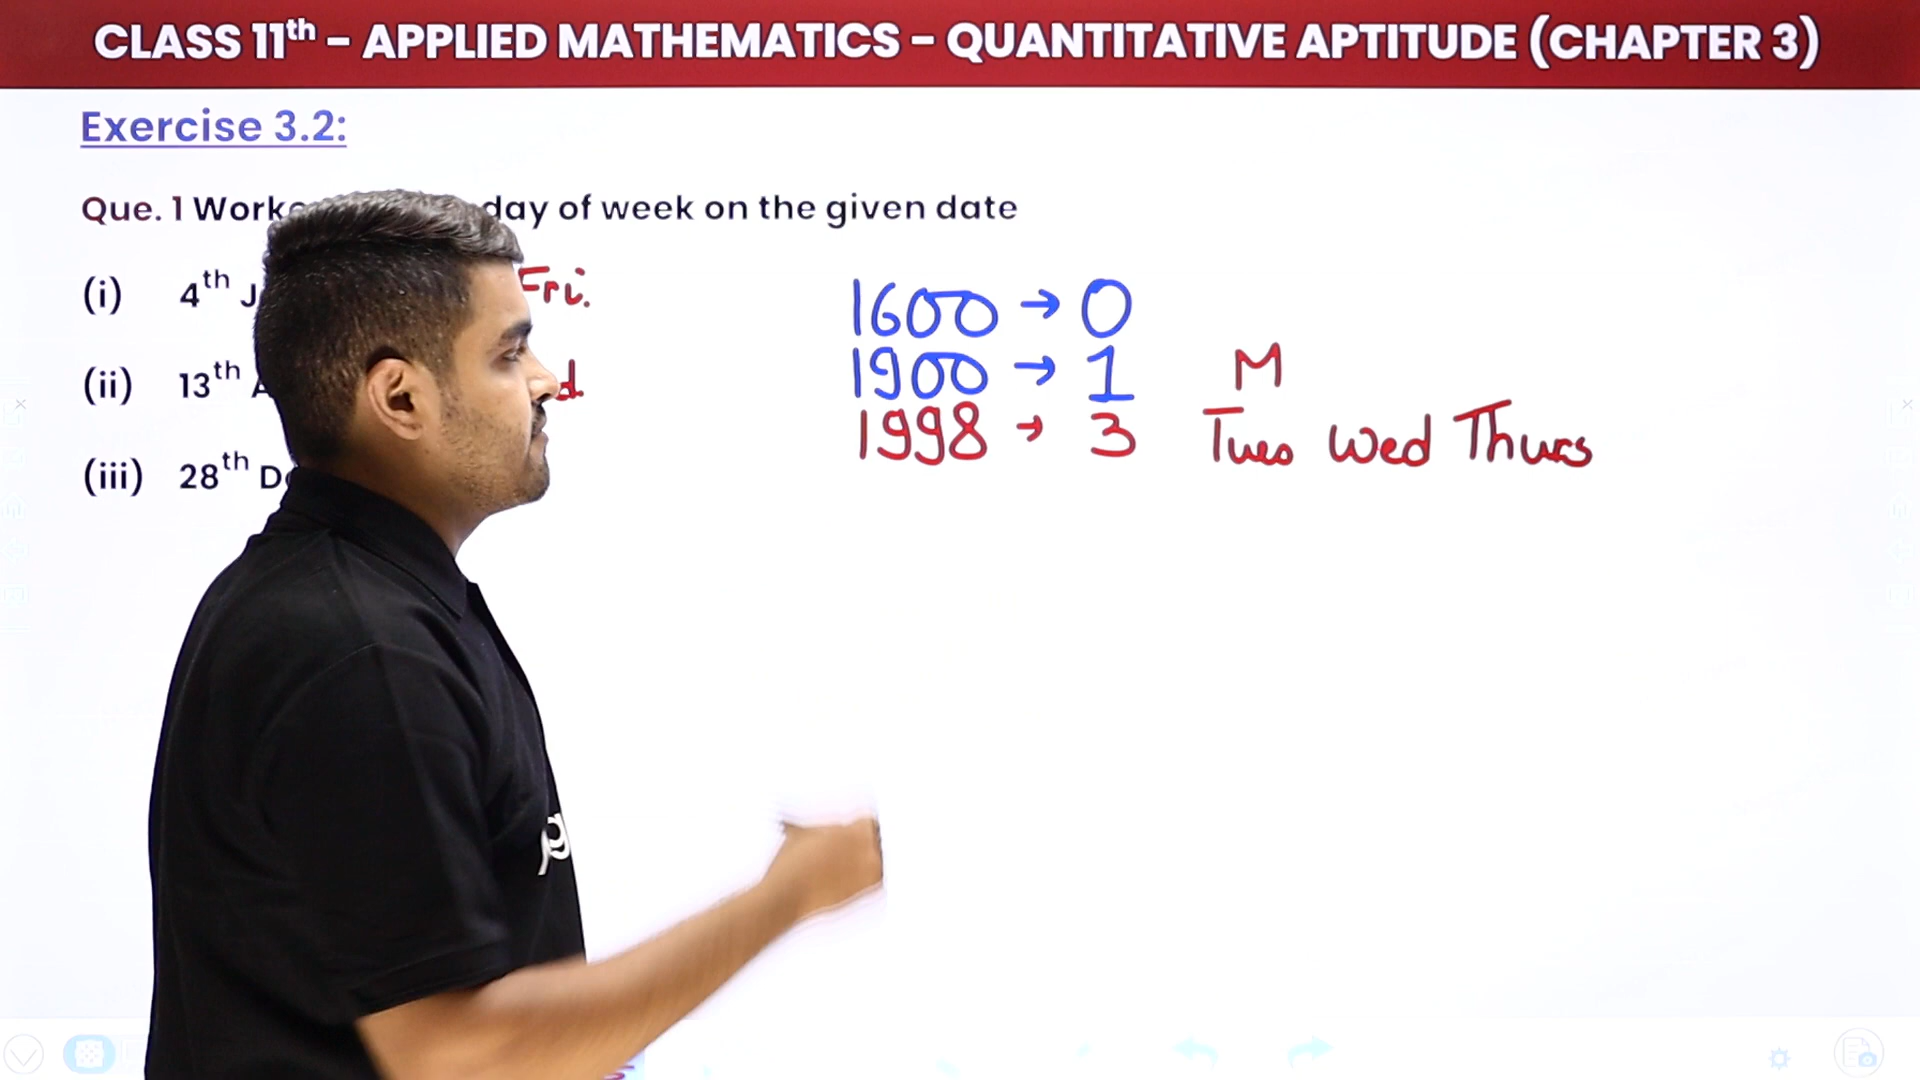 CLASS 11th - APPLIED MATHEMATICS - QUANTITATIVE APTITUDE (CHAPTER 3)
Exercise 3.2:
Que. 1 day of week on the given date
(i) 4th Fri.
(ii) 13th
(iii) 28th
1600 → 0
1900 → 1 M
1998 → 3 Tues Wed Thurs